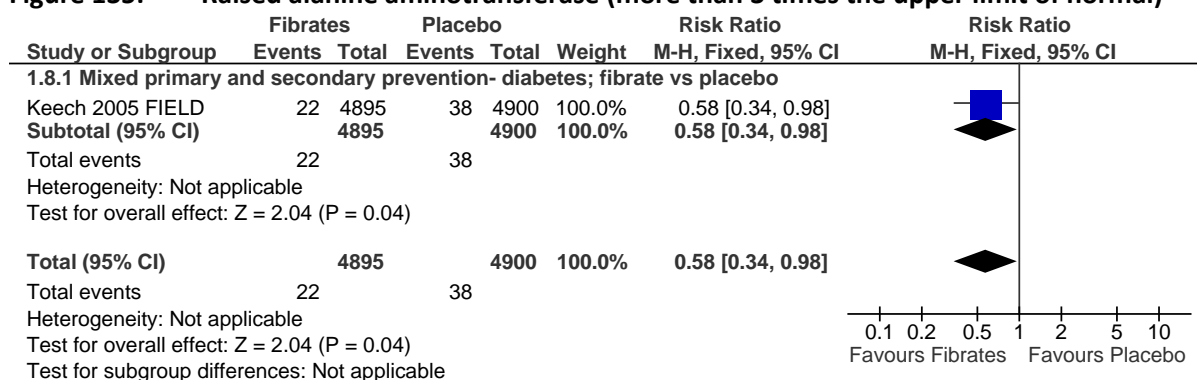 Raised alanine aminotransferase (more than times the upper limit of normal)
Fibrates Placebo Risk Ratio Risk Ratio
Study or Subgroup Events Total Events Total Weight M-H, Fixed, 95% CI M-H, Fixed, 95% CI
1.8.1 Mixed primary and secondary prevention- diabetes; fibrate vs placebo
Keech 2005 FIELD 22 4895 38 4900 100.0% 0.58 [0.34, 0.98]
Subtotal (95% CI) 4895 4900 100.0% 0.58 [0.34, 0.98]
Total events 22 38
Heterogeneity: Not applicable
Test for overall effect: Z = 2.04 (P = 0.04)
Total (95% CI) 4895 4900 100.0% 0.58 [0.34, 0.98]
Total events 22 38
Heterogeneity: Not applicable
Test for overall effect: Z = 2.04 (P = 0.04)
Test for subgroup differences: Not applicable
0.1 0.2 0.5 1 2 5 10
Favours Fibrates Favours Placebo